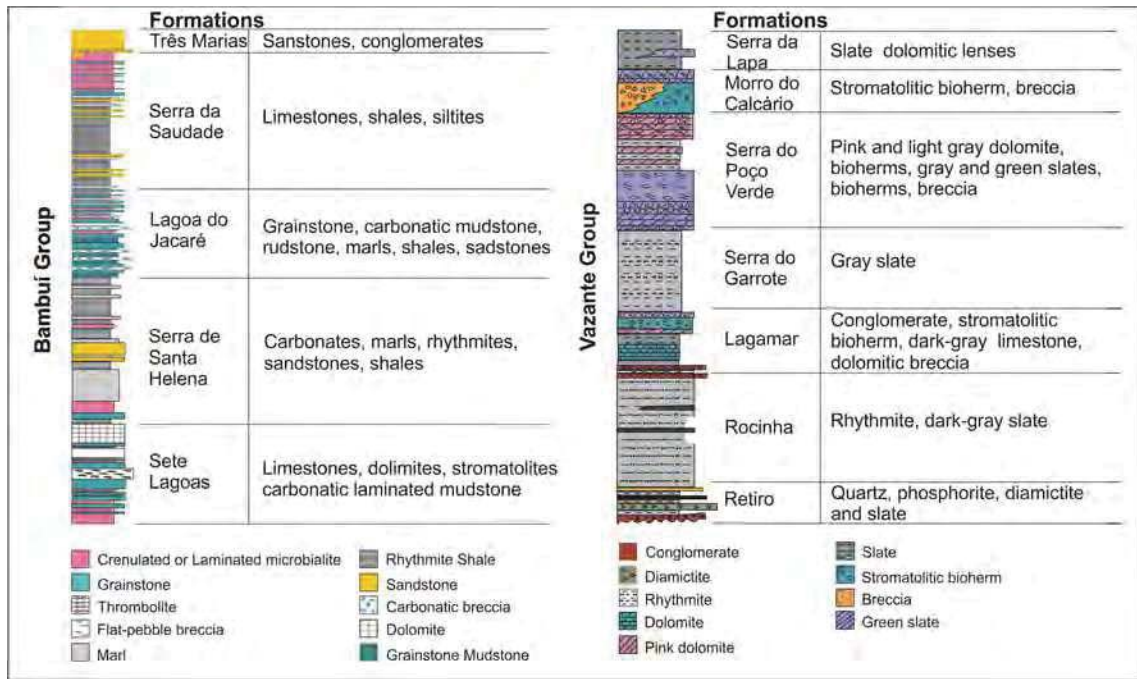 Formations
Bambuí Group
Três Marias
Sanstones, conglomerates
Serra da
Saudade
Limestones, shales, siltites
Lagoa do
Jacaré
Grainstone, carbonatic mudstone,
rudstone, marls, shales, sadstones
Serra de
Santa
Helena
Carbonates, marls, rhythmites,
sandstones, shales
Sete
Lagoas
Limestones, dolimites, stromatolites
carbonatic laminated mudstone
Crenulated or Laminated microbialite
Grainstone
Thrombolite
Flat-pebble breccia
Marl
Rhythmite Shale
Sandstone
Carbonatic breccia
Dolomite
Grainstone Mudstone
Formations
Vazante Group
Serra da
Lapa
Slate dolomitic lenses
Morro do
Calcário
Stromatolitic bioherm, breccia
Serra do
Poço
Verde
Pink and light gray dolomite,
bioherms, gray and green slates,
bioherms, breccia
Serra do
Garrote
Gray slate
Lagamar
Conglomerate, stromatolitic
bioherm, dark-gray limestone,
dolomitic breccia
Rocinha
Rhythmite, dark-gray slate
Retiro
Quartz, phosphorite, diamictite
and slate
Conglomerate
Diamictite
Rhythmite
Dolomite
Pink dolomite
Slate
Stromatolitic bioherm
Breccia
Green slate